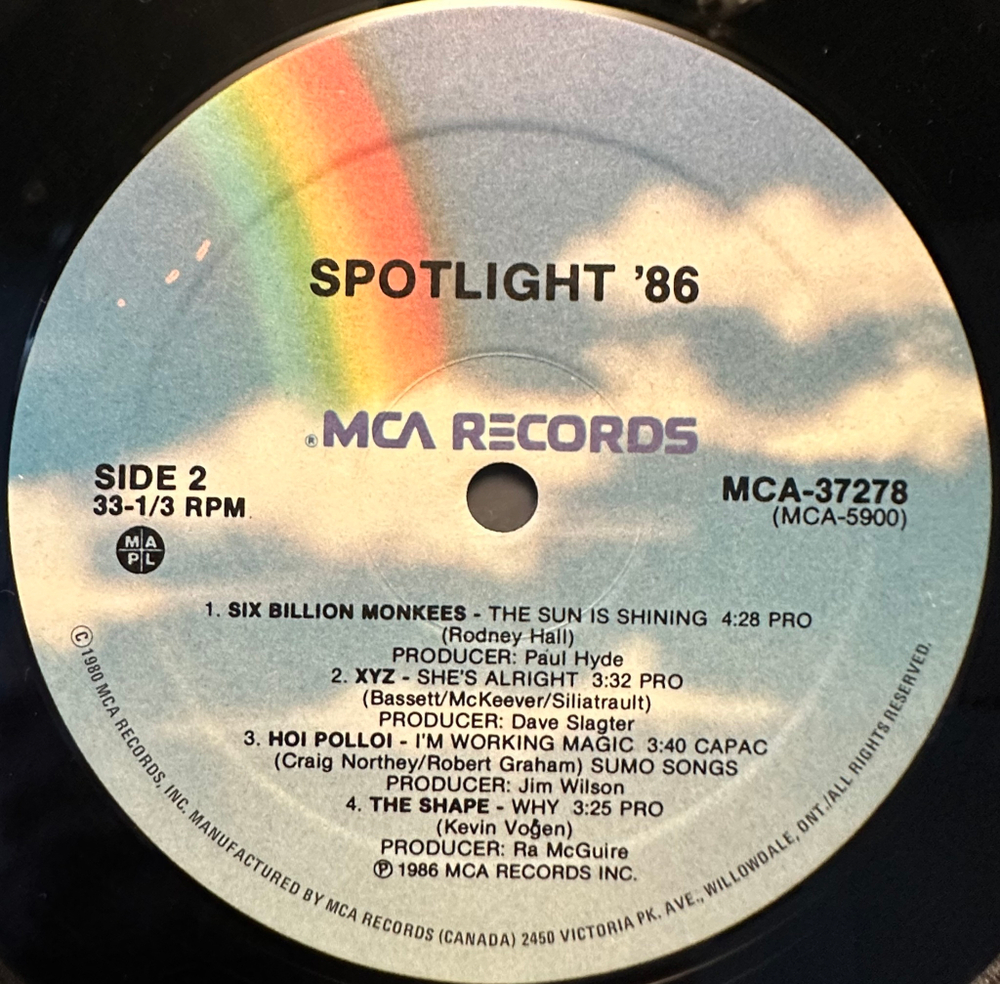 SPOTLIGHT '86
® MCA RECORDS
SIDE 2
33-1/3 RPM
MCA-37278
(MCA-5900)
M A
P L
1. SIX BILLION MONKEES - THE SUN IS SHINING 4:28 PRO
(Rodney Hall)
PRODUCER: Paul Hyde
2. XYZ - SHE'S ALRIGHT 3:32 PRO
(Bassett/McKeever/Siliatrault)
PRODUCER: Dave Slagter
3. HOI POLLOI - I'M WORKING MAGIC 3:40 CAPAC
(Craig Northey/Robert Graham) SUMO SONGS
PRODUCER: Jim Wilson
4. THE SHAPE - WHY 3:25 PRO
(Kevin Vogen)
PRODUCER: Ra McGuire
℗ 1986 MCA RECORDS INC.
© 1980 MCA RECORDS, INC. MANUFACTURED BY MCA RECORDS (CANADA) 2450 VICTORIA PK. AVE., WILLOWDALE, ONT./ALL RIGHTS RESERVED.